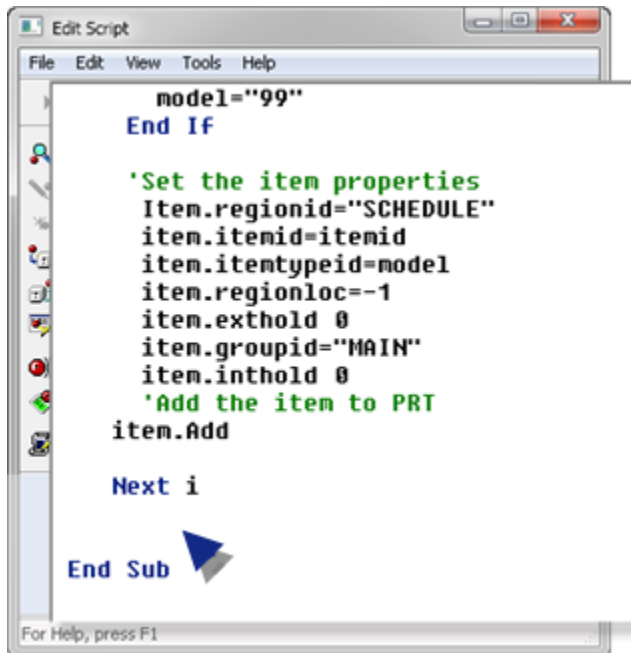 Edit Script
File Edit View Tools Help
model="99"
End If
'Set the item properties
Item.regionid="SCHEDULE"
item.itemid=itemid
item.itemtypeid=model
item.regionloc=-1
item.exthold 0
item.groupid="MAIN"
item.inthold 0
'Add the item to PRT
item.Add
Next i
End Sub
For Help, press F1